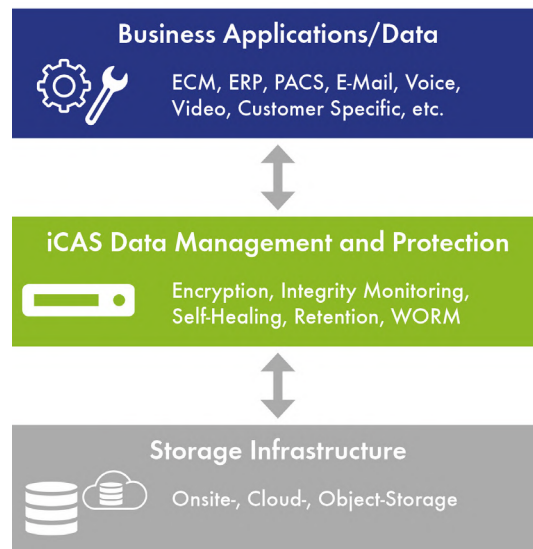 Business Applications/Data
ECM, ERP, PACS, E-Mail, Voice,
Video, Customer Specific, etc.
iCAS Data Management and Protection
Encryption, Integrity Monitoring,
Self-Healing, Retention, WORM
Storage Infrastructure
Onsite-, Cloud-, Object-Storage